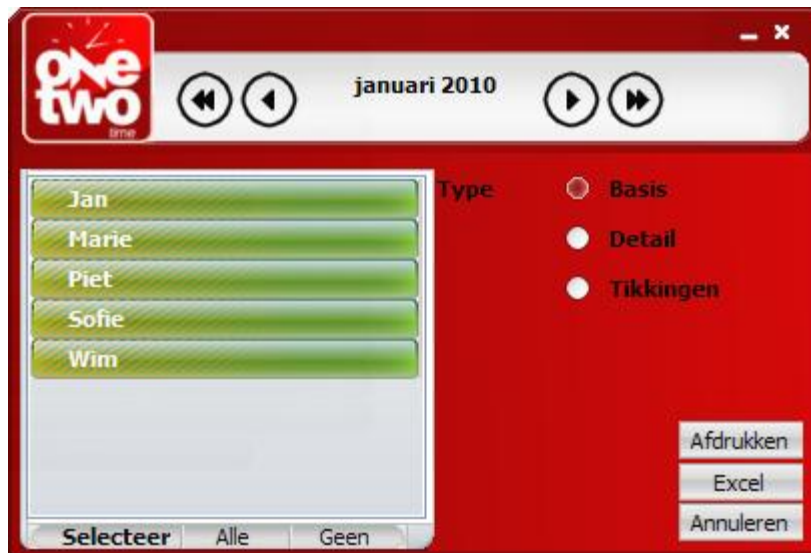 one
two
time
januari 2010
Jan
Marie
Piet
Sofie
Wim
Selecteer Alle Geen
Type Basis
Detail
Tikkingen
Afdrukken
Excel
Annuleren